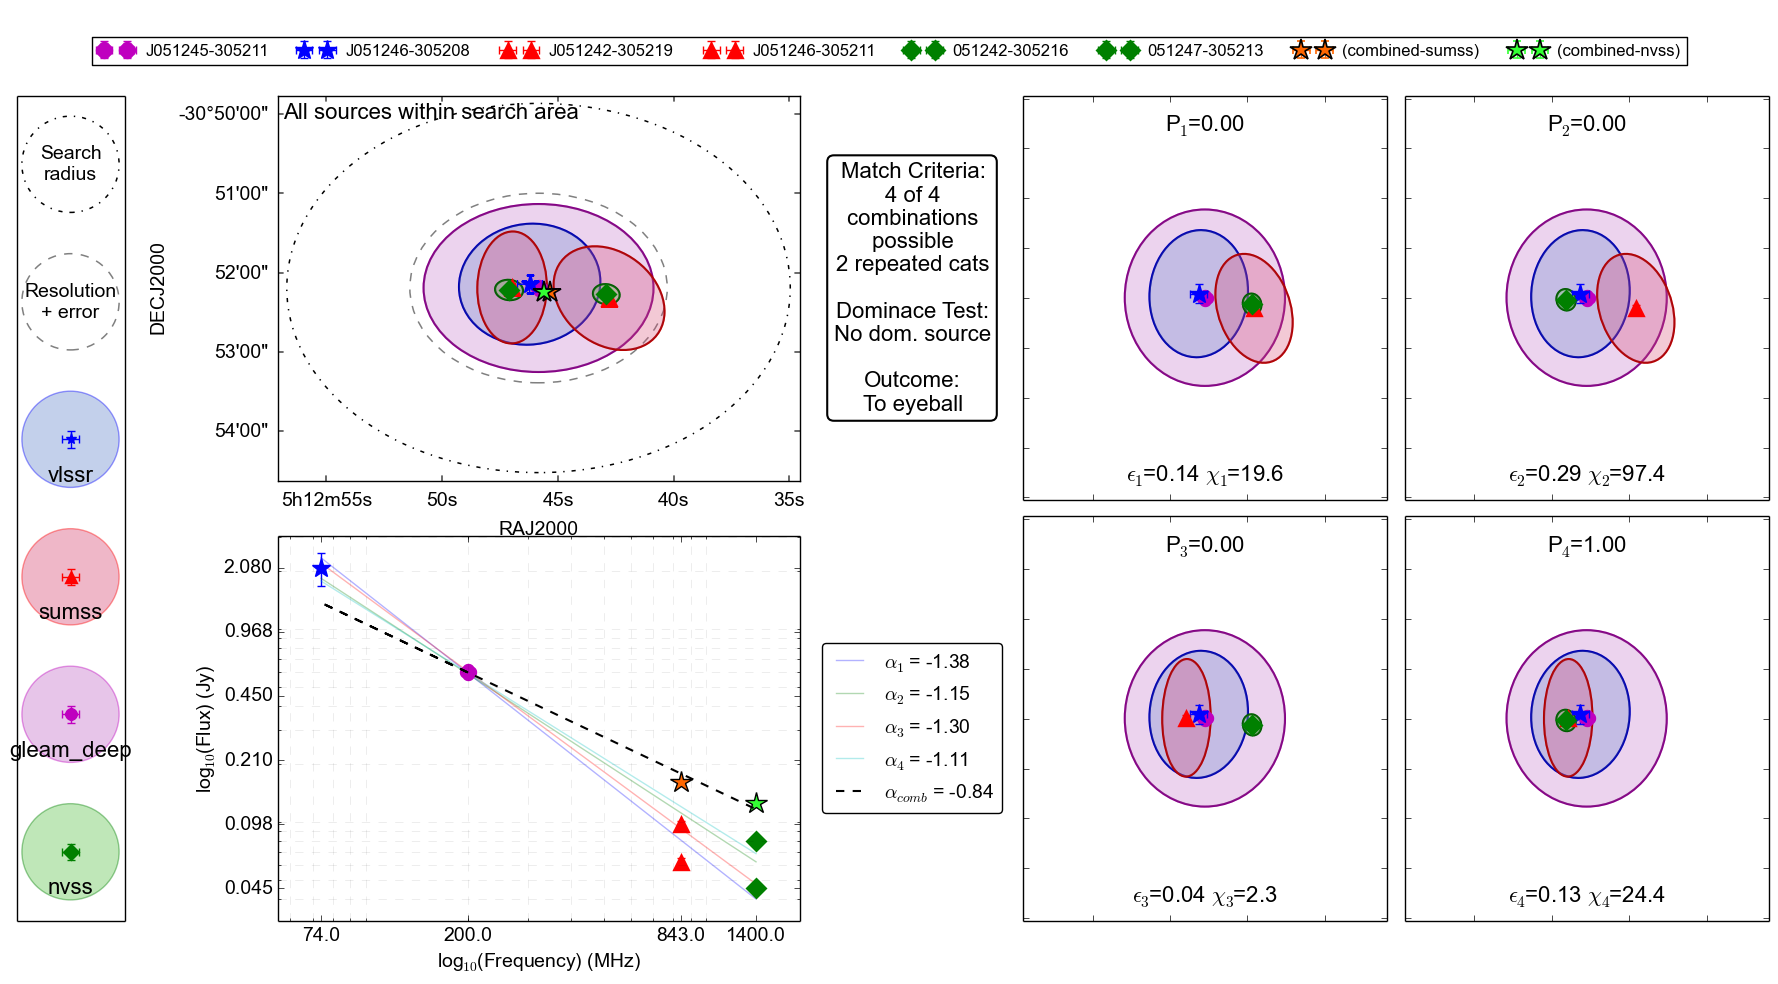 J051245-305211 J051246-305208 J051242-305219 J051246-305211 051242-305216 051247-305213 (combined-sumss) (combined-nvss)
Search
radius
Resolution
+ error
vlssr
sumss
gleam_deep
nvss
All sources within search area
DECJ2000
-30°50'00"
51'00"
52'00"
53'00"
54'00"
5h12m55s 50s 45s 40s 35s
RAJ2000
Match Criteria:
4 of 4
combinations
possible
2 repeated cats
Dominace Test:
No dom. source
Outcome:
To eyeball
log₁₀(Flux) (Jy)
2.080
0.968
0.450
0.210
0.098
0.045
74.0 200.0 843.0 1400.0
log₁₀(Frequency) (MHz)
α₁ = -1.38
α₂ = -1.15
α₃ = -1.30
α₄ = -1.11
α_comb = -0.84
P₁=0.00
ϵ₁=0.14 χ₁=19.6
P₂=0.00
ϵ₂=0.29 χ₂=97.4
P₃=0.00
ϵ₃=0.04 χ₃=2.3
P₄=1.00
ϵ₄=0.13 χ₄=24.4